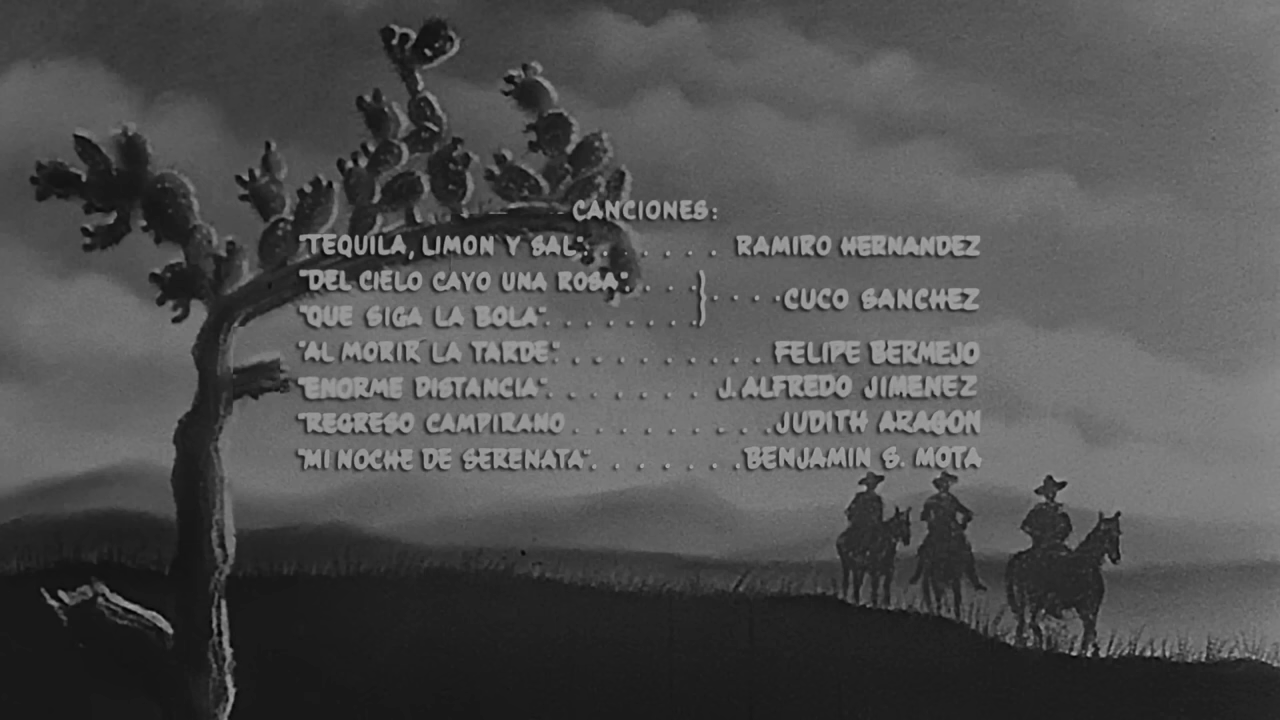 CANCIONES:
"TEQUILA, LIMON Y SAL". . . . . . RAMIRO HERNANDEZ
"DEL CIELO CAYO UNA ROSA". . . .
} . . . . CUCO SANCHEZ
"QUE SIGA LA BOLA". . . . . . . .
"AL MORIR LA TARDE". . . . . . . . . . FELIPE BERMEJO
"ENORME DISTANCIA". . . . . . . J. ALFREDO JIMENEZ
"REGRESO CAMPIRANO . . . . . . . . . JUDITH ARAGON
"MI NOCHE DE SERENATA". . . . . . . BENJAMIN S. MOTA